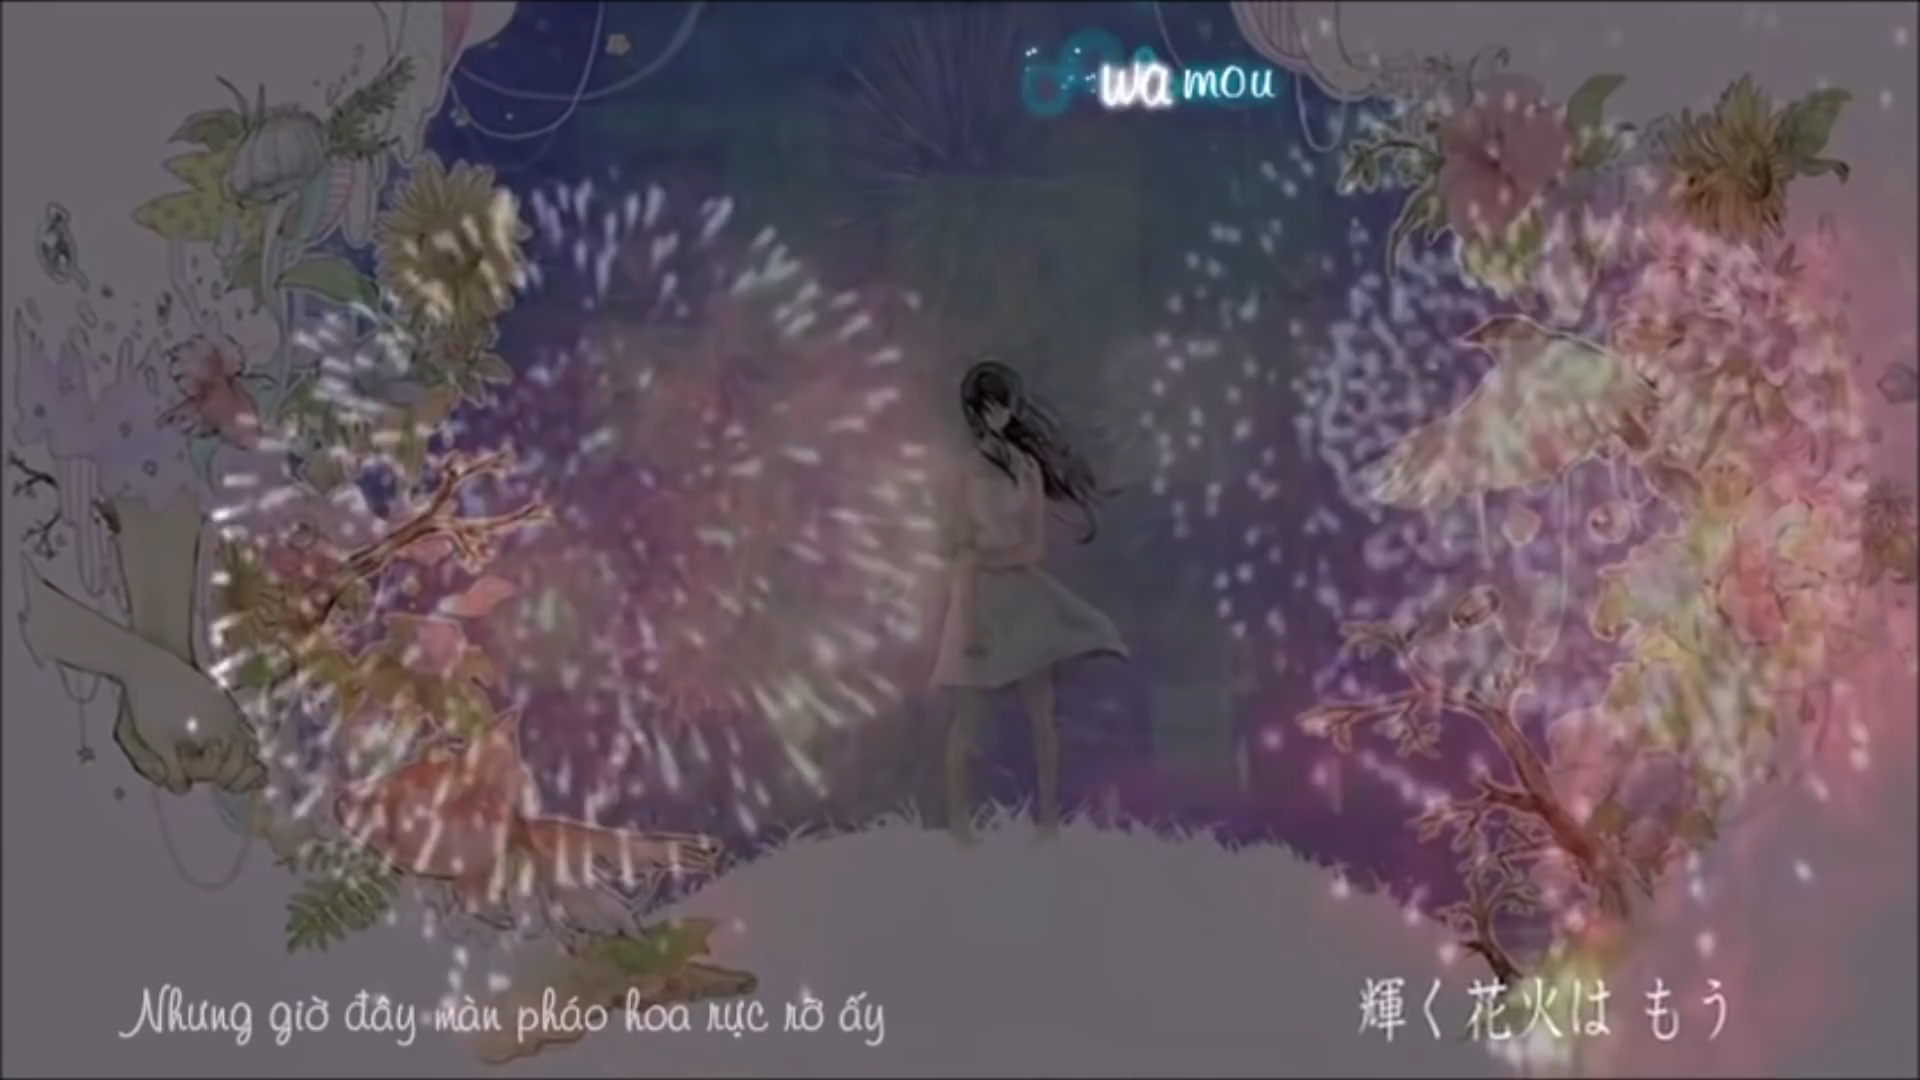 wa mou
Nhưng giờ đây màn pháo hoa rực rỡ ấy
輝く花火は もう